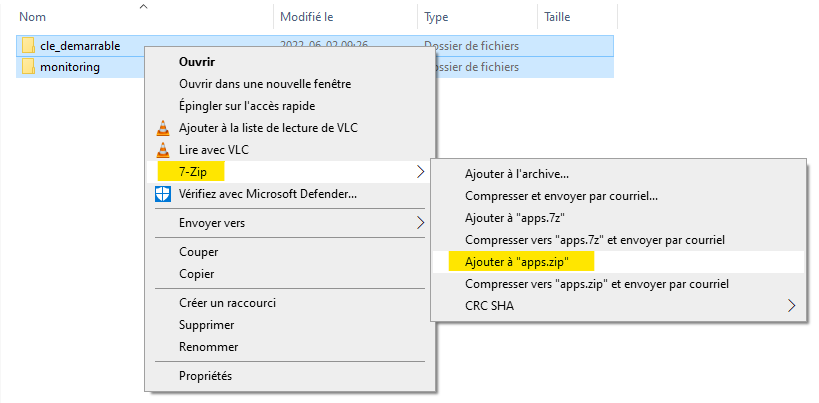 Nom Modifié le Type Taille
cle_demarrable 2022-06-02 09:26 Dossier de fichiers
monitoring Dossier de fichiers
Ouvrir
Ouvrir dans une nouvelle fenêtre
Épingler sur l'accès rapide
Ajouter à la liste de lecture de VLC
Lire avec VLC
7-Zip
Vérifiez avec Microsoft Defender...
Envoyer vers
Couper
Copier
Créer un raccourci
Supprimer
Renommer
Propriétés
Ajouter à l'archive...
Compresser et envoyer par courriel...
Ajouter à "apps.7z"
Compresser vers "apps.7z" et envoyer par courriel
Ajouter à "apps.zip"
Compresser vers "apps.zip" et envoyer par courriel
CRC SHA